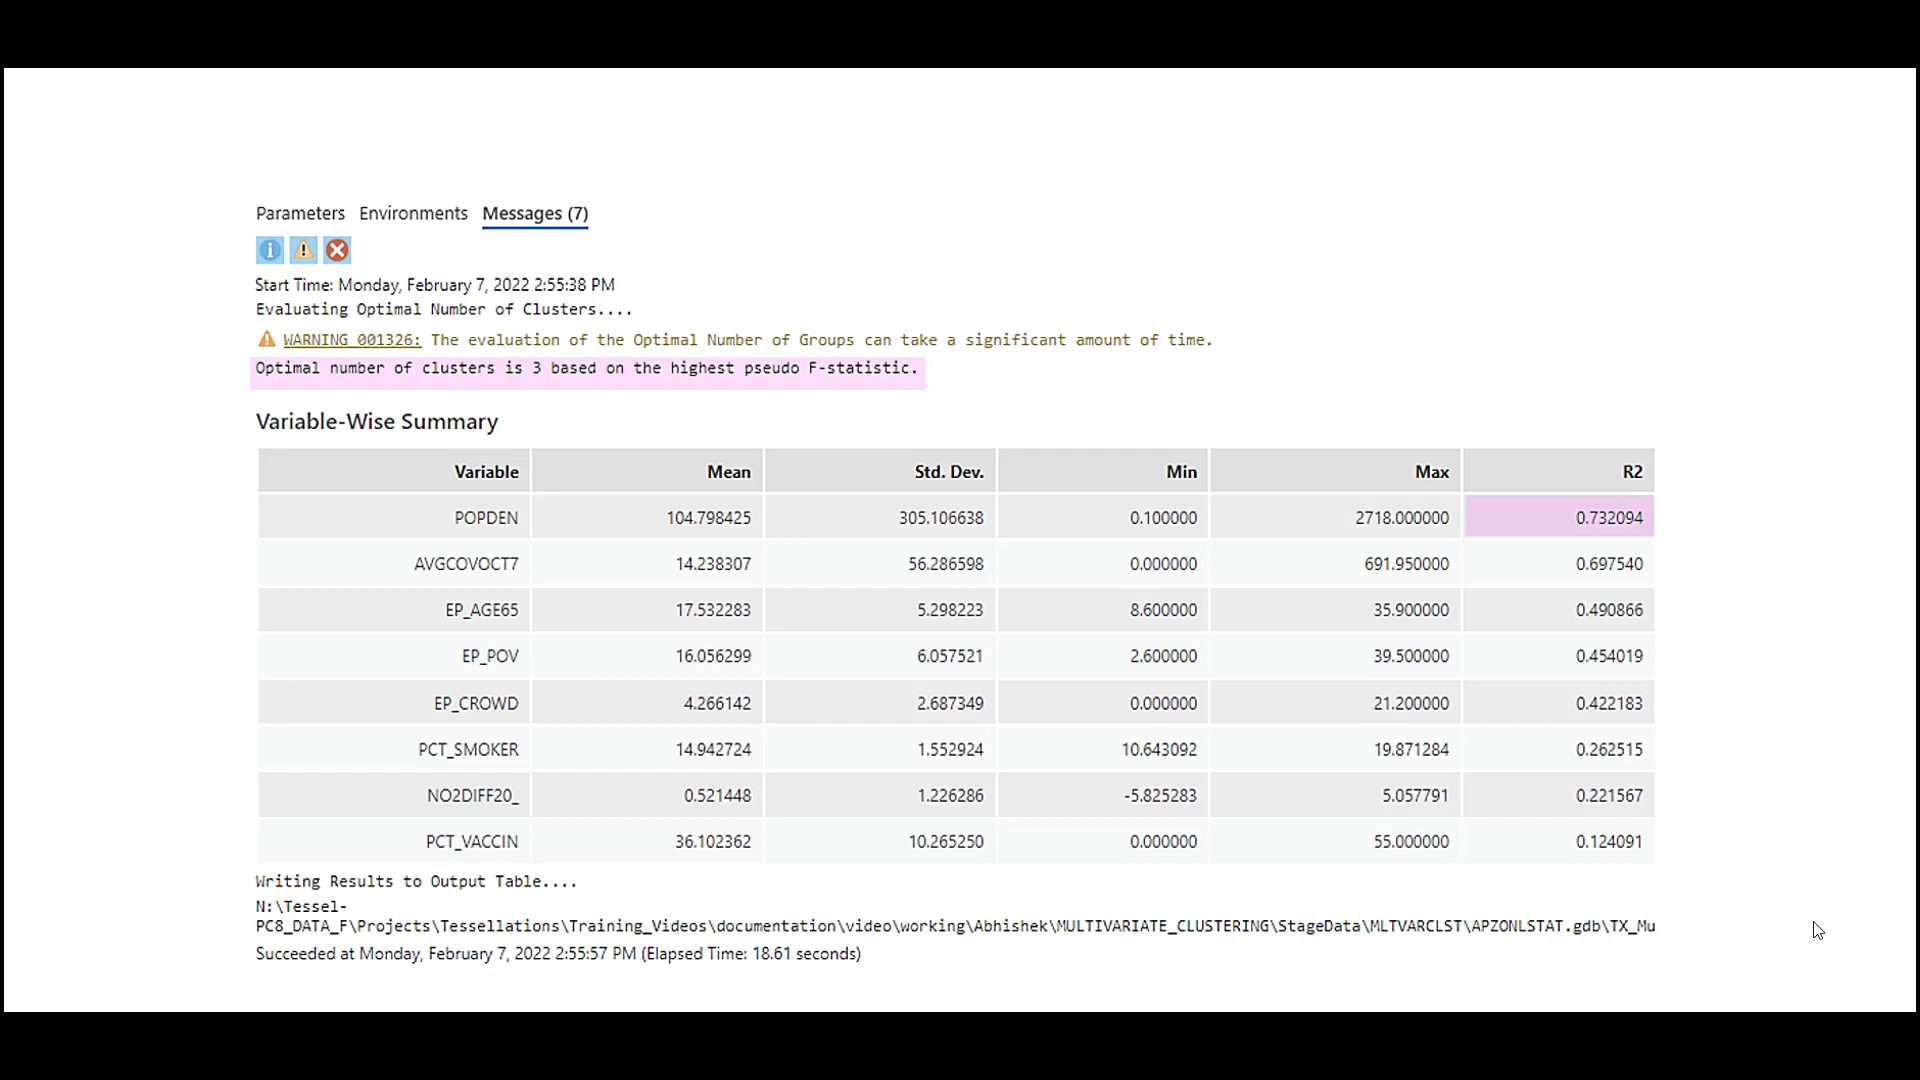 Parameters Environments Messages (7)
Start Time: Monday, February 7, 2022 2:55:38 PM
Evaluating Optimal Number of Clusters....
WARNING 001326: The evaluation of the Optimal Number of Groups can take a significant amount of time.
Optimal number of clusters is 3 based on the highest pseudo F-statistic.
Variable-Wise Summary
Variable Mean Std. Dev. Min Max R2
POPDEN 104.798425 305.106638 0.100000 2718.000000 0.732094
AVGCOVOCT7 14.238307 56.286598 0.000000 691.950000 0.697540
EP_AGE65 17.532283 5.298223 8.600000 35.900000 0.490866
EP_POV 16.056299 6.057521 2.600000 39.500000 0.454019
EP_CROWD 4.266142 2.687349 0.000000 21.200000 0.422183
PCT_SMOKER 14.942724 1.552924 10.643092 19.871284 0.262515
NO2DIFF20_ 0.521448 1.226286 -5.825283 5.057791 0.221567
PCT_VACCIN 36.102362 10.265250 0.000000 55.000000 0.124091
Writing Results to Output Table....
N:\Tessel-
PC8_DATA_F\Projects\Tessellations\Training_Videos\documentation\video\working\Abhishek\MULTIVARIATE_CLUSTERING\StageData\MLTVARCLST\APZONLSTAT.gdb\TX_Mu
Succeeded at Monday, February 7, 2022 2:55:57 PM (Elapsed Time: 18.61 seconds)